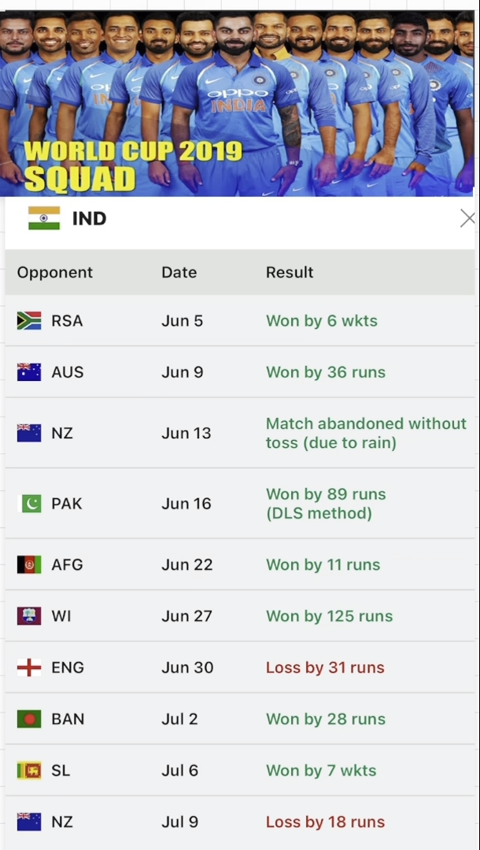 oppo
INDIA
WORLD CUP 2019
SQUAD
IND
Opponent Date Result
RSA Jun 5 Won by 6 wkts
AUS Jun 9 Won by 36 runs
NZ Jun 13 Match abandoned without
toss (due to rain)
PAK Jun 16 Won by 89 runs
(DLS method)
AFG Jun 22 Won by 11 runs
WI Jun 27 Won by 125 runs
ENG Jun 30 Loss by 31 runs
BAN Jul 2 Won by 28 runs
SL Jul 6 Won by 7 wkts
NZ Jul 9 Loss by 18 runs